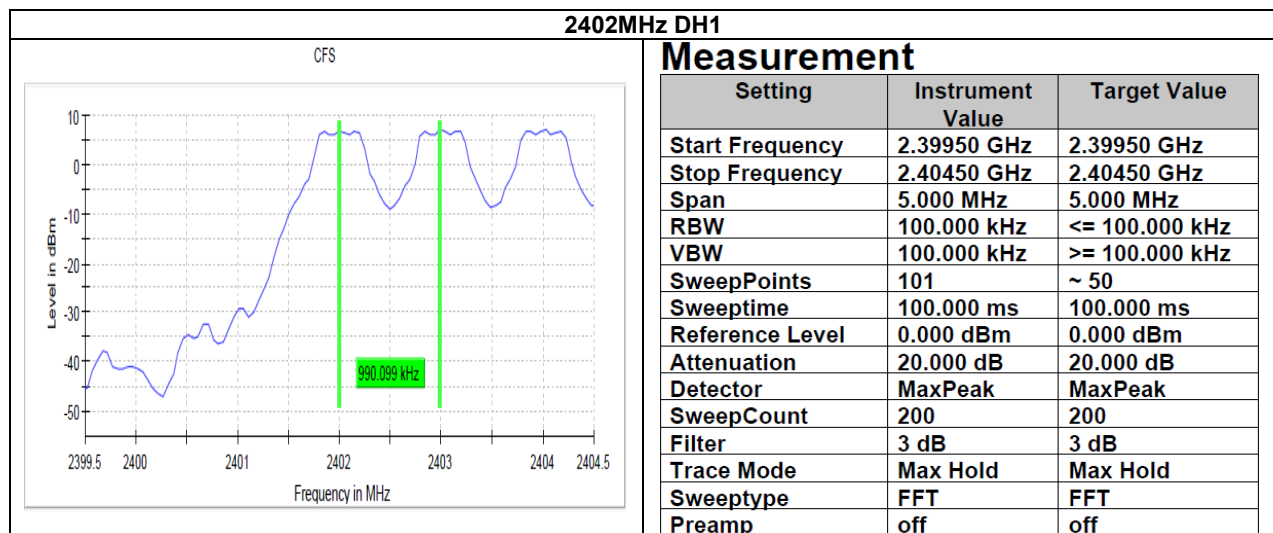 2402MHz DH1
CFS
10
0
-10
-20
-30
-40
-50
Level in dBm
990.099 kHz
2399.5 2400 2401 2402 2403 2404 2404.5
Frequency in MHz
Measurement
Setting Instrument Value Target Value
Start Frequency 2.39950 GHz 2.39950 GHz
Stop Frequency 2.40450 GHz 2.40450 GHz
Span 5.000 MHz 5.000 MHz
RBW 100.000 kHz <= 100.000 kHz
VBW 100.000 kHz >= 100.000 kHz
SweepPoints 101 ~ 50
Sweeptime 100.000 ms 100.000 ms
Reference Level 0.000 dBm 0.000 dBm
Attenuation 20.000 dB 20.000 dB
Detector MaxPeak MaxPeak
SweepCount 200 200
Filter 3 dB 3 dB
Trace Mode Max Hold Max Hold
Sweeptype FFT FFT
Preamp off off